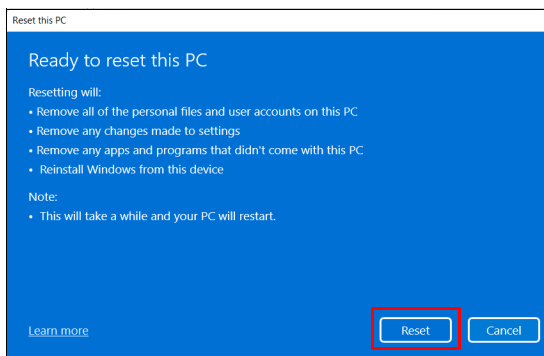 Reset this PC
Ready to reset this PC
Resetting will:
• Remove all of the personal files and user accounts on this PC
• Remove any changes made to settings
• Remove any apps and programs that didn't come with this PC
• Reinstall Windows from this device
Note:
• This will take a while and your PC will restart.
Learn more
Reset
Cancel